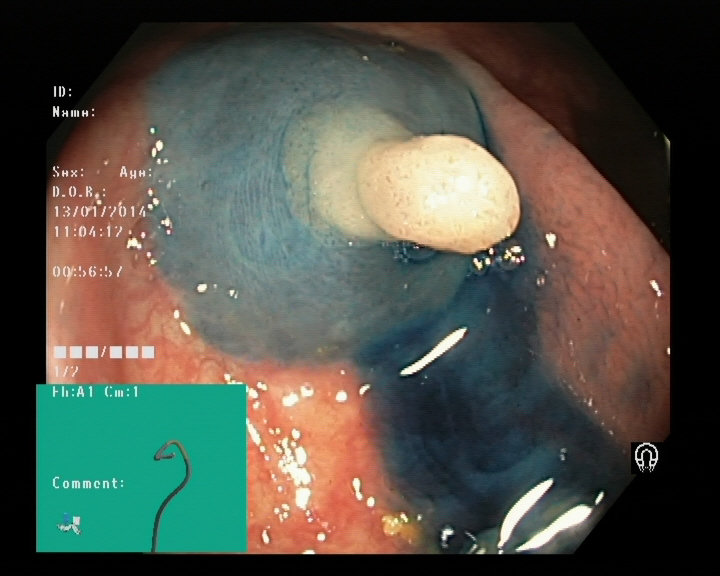 ID:
Name:
Sex: Age:
D.O.B.:
13/01/2014
11:04:12
00:56:57
■■■/■■■
1/2
Eh:A1 Cm:1
Comment: